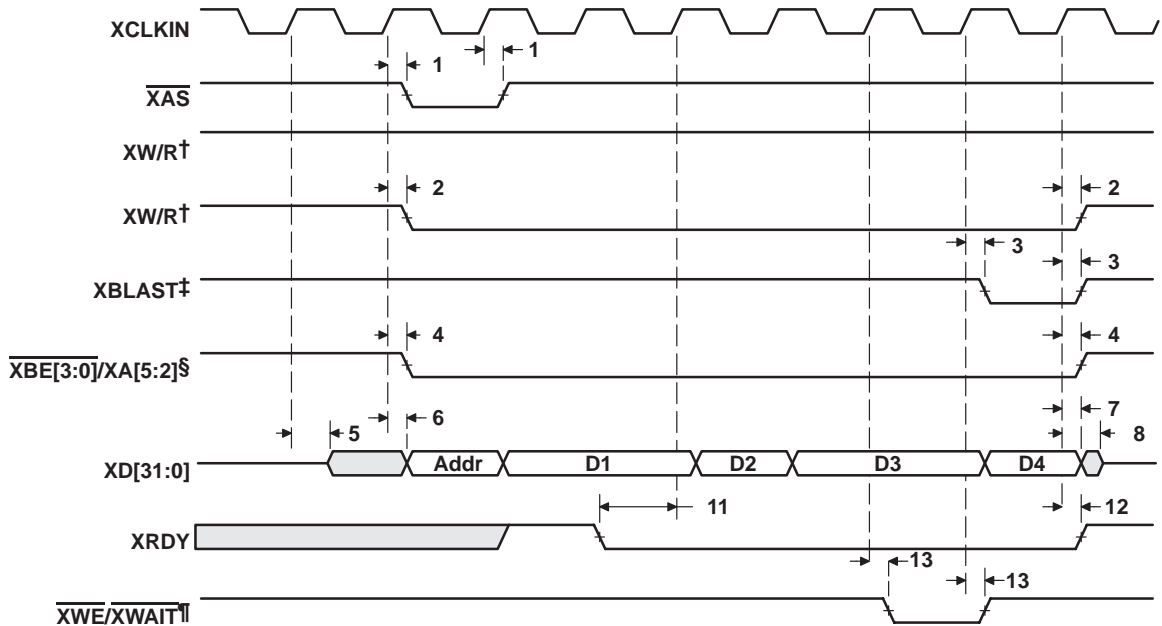 XCLKIN
1
1
XAS
XW/R†
2
2
XW/R†
3
3
XBLAST‡
4
4
XBE[3:0]/XA[5:2]§
6
7
5
8
XD[31:0]
Addr
D1
D2
D3
D4
11
12
XRDY
13
13
XWE/XWAIT¶